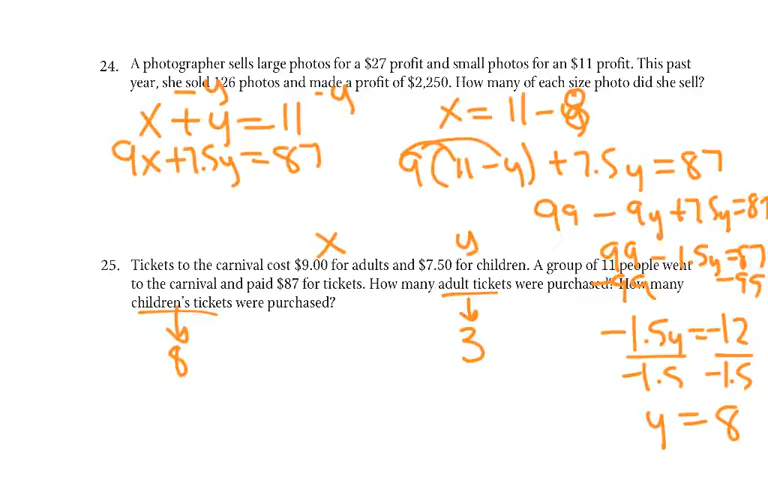 24. A photographer sells large photos for a $27 profit and small photos for an $11 profit. This past
year, she sold 126 photos and made a profit of $2,250. How many of each size photo did she sell?
-y -y
x+y=11
9x+7.5y=87
x=11-8
9(11-y)+7.5y=87
99-9y+7.5y=87
x y
99-1.5y=87
-99 -99
25. Tickets to the carnival cost $9.00 for adults and $7.50 for children. A group of 11 people went
to the carnival and paid $87 for tickets. How many adult tickets were purchased? How many
children's tickets were purchased?
8
3
-1.5y=-12
-1.5 -1.5
y=8